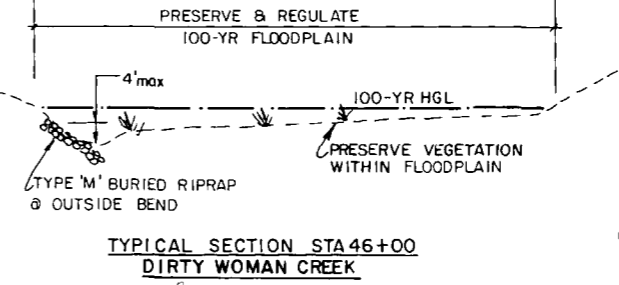 PRESERVE & REGULATE
100-YR FLOODPLAIN
4'max
100-YR HGL
PRESERVE VEGETATION
WITHIN FLOODPLAIN
TYPE 'M' BURIED RIPRAP
@ OUTSIDE BEND
TYPICAL SECTION STA 46+00
DIRTY WOMAN CREEK